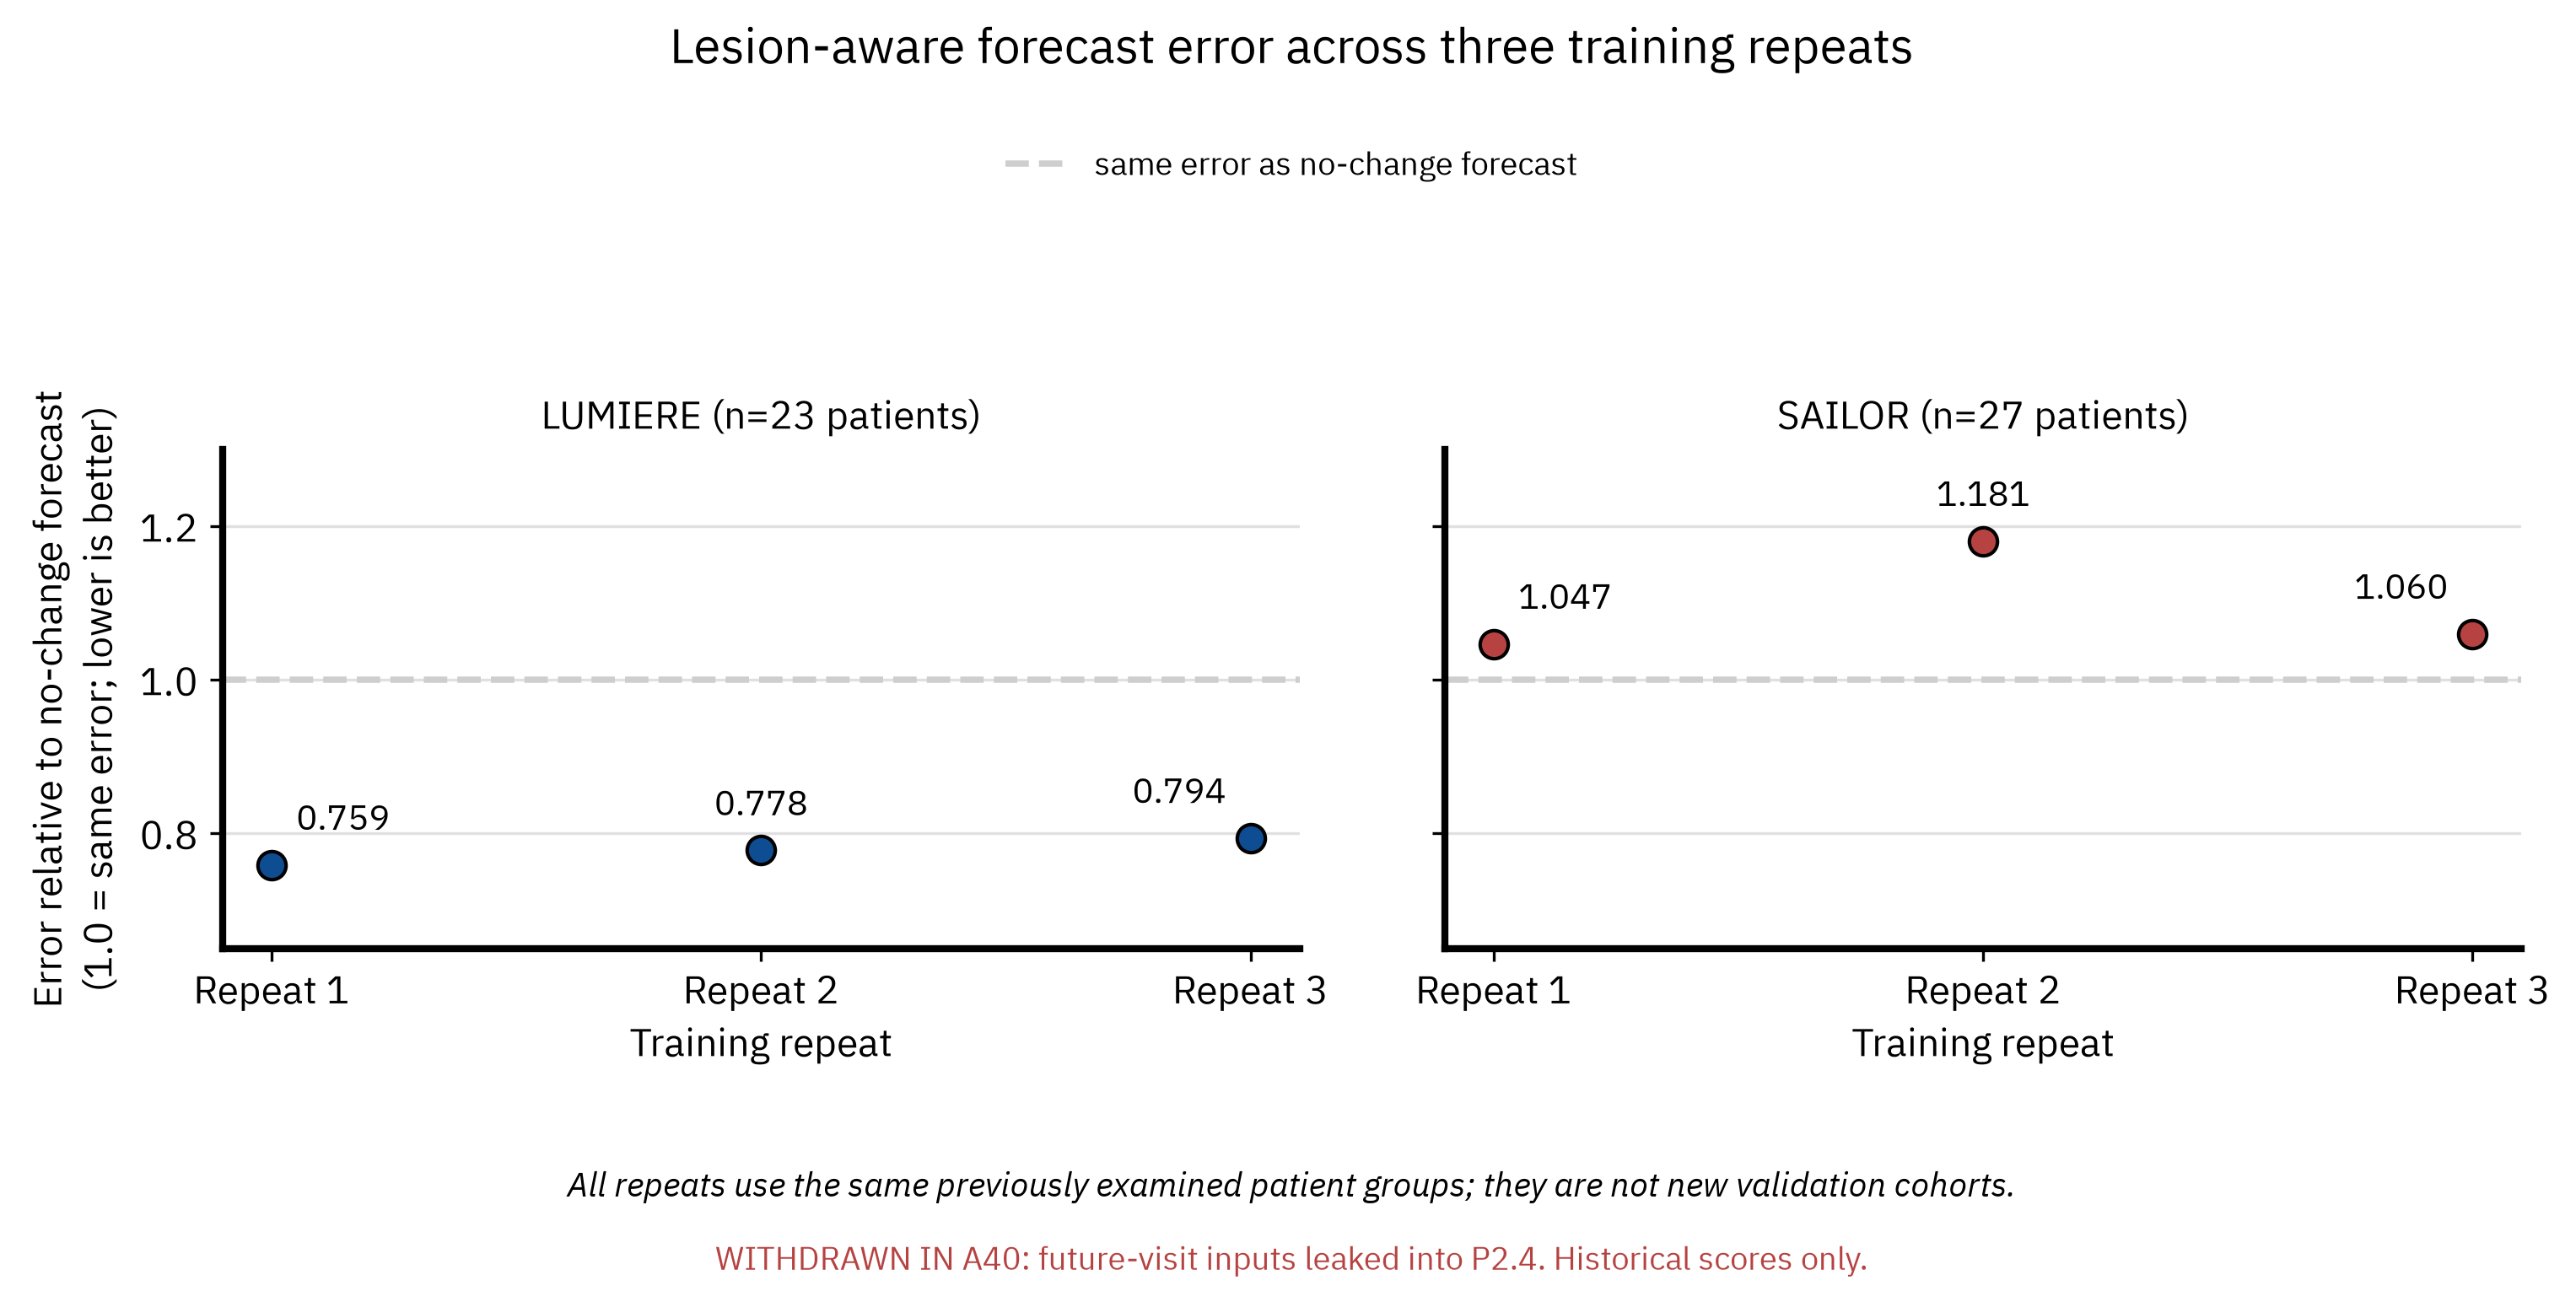 Lesion-aware forecast error across three training repeats
same error as no-change forecast
Error relative to no-change forecast
(1.0 = same error; lower is better)
LUMIERE (n=23 patients)
1.2
1.0
0.8
0.759
0.778
0.794
Repeat 1
Repeat 2
Repeat 3
Training repeat
SAILOR (n=27 patients)
1.047
1.181
1.060
Repeat 1
Repeat 2
Repeat 3
Training repeat
All repeats use the same previously examined patient groups; they are not new validation cohorts.
WITHDRAWN IN A40: future-visit inputs leaked into P2.4. Historical scores only.